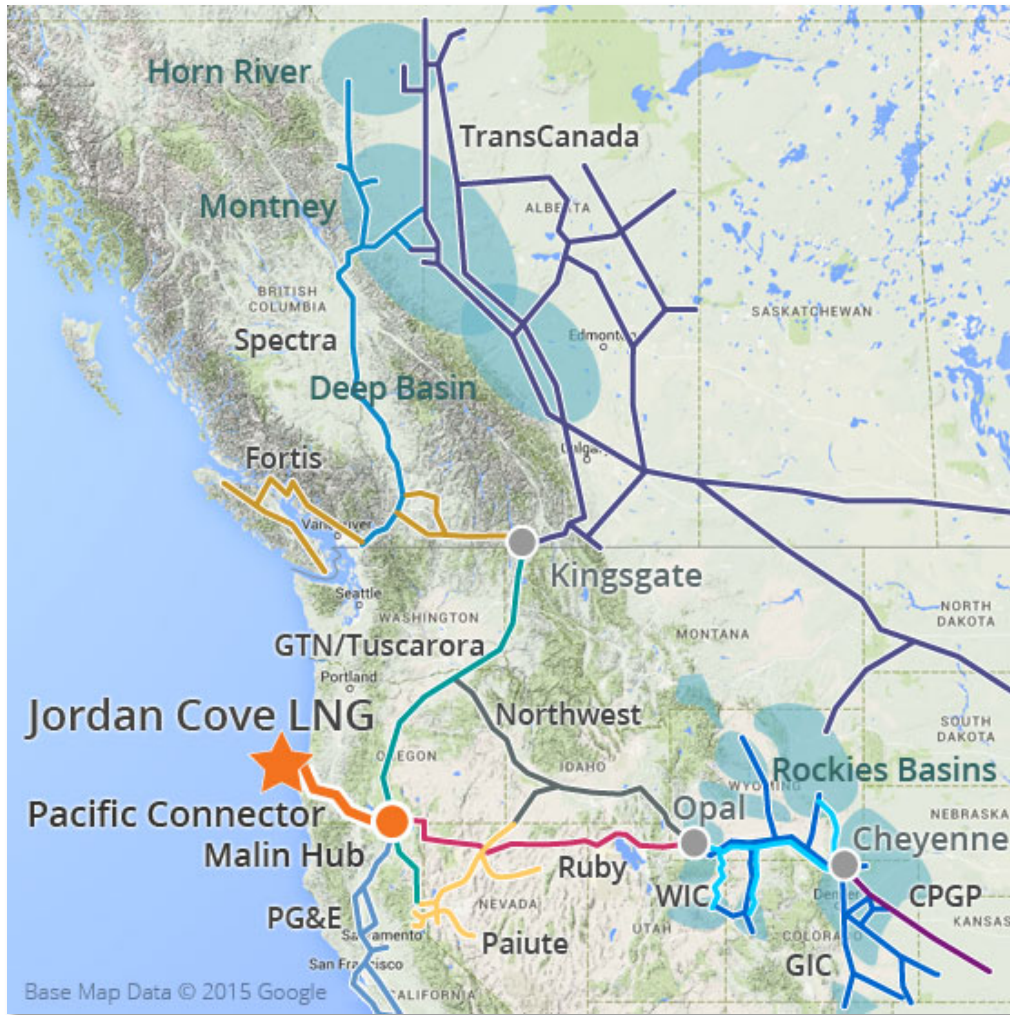 Horn River
TransCanada
Montney
ALBERTA
BRITISH
COLUMBIA
SASKATCHEWAN
Spectra
Edmonton
Deep Basin
Calgary
Fortis
Vancouver
Kingsgate
Seattle
WASHINGTON
NORTH
DAKOTA
MONTANA
GTN/Tuscarora
Portland
Jordan Cove LNG
Northwest
SOUTH
DAKOTA
OREGON
IDAHO
Rockies Basins
WYOMING
Pacific Connector
Opal
NEBRASKA
Malin Hub
Cheyenne
Ruby
WIC
Denver
CPGP
NEVADA
PG&E
Sacramento
Paiute
UTAH
COLORADO
KANSAS
San Francisco
GIC
Base Map Data © 2015 Google
CALIFORNIA